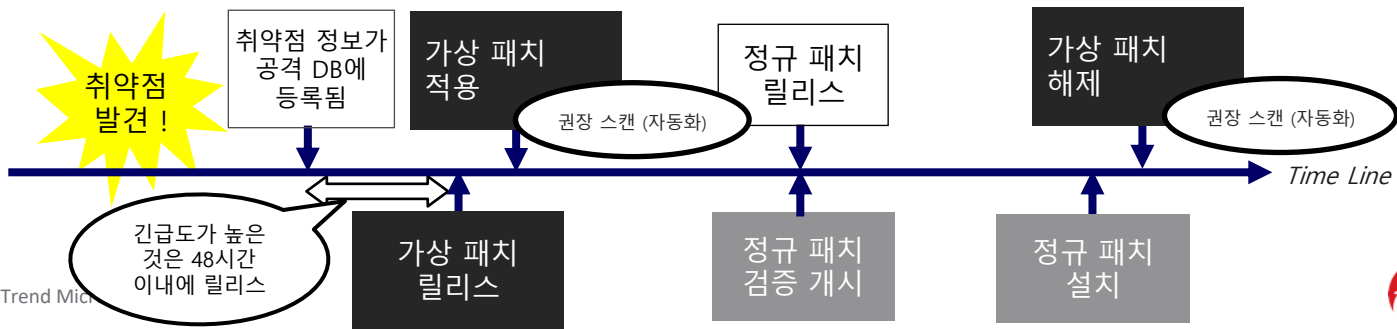 취약점
발견 !
취약점 정보가
공격 DB에
등록됨
가상 패치
적용
권장 스캔 (자동화)
정규 패치
릴리스
가상 패치
해제
권장 스캔 (자동화)
Time Line
긴급도가 높은
것은 48시간
이내에 릴리스
가상 패치
릴리스
정규 패치
검증 개시
정규 패치
설치
Trend